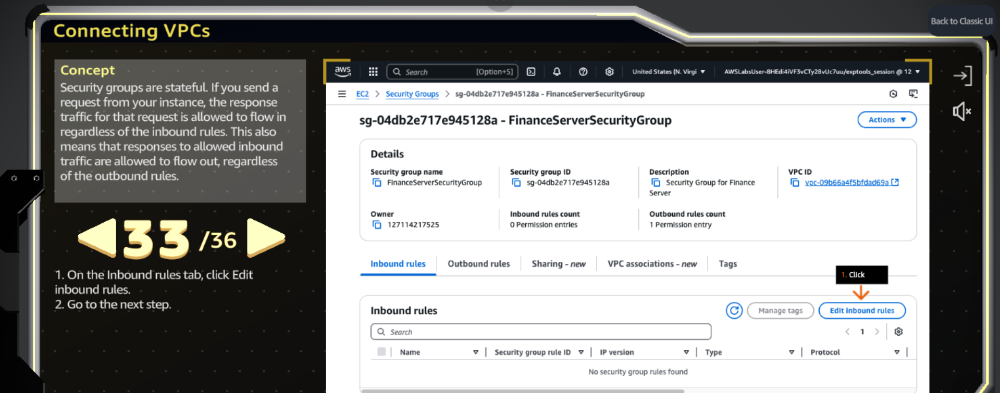 Back to Classic UI
Connecting VPCs
Concept
Security groups are stateful. If you send a
request from your instance, the response
traffic for that request is allowed to flow in
regardless of the inbound rules. This also
means that responses to allowed inbound
traffic are allowed to flow out, regardless
of the outbound rules.
33 /36
1. On the Inbound rules tab, click Edit
inbound rules.
2. Go to the next step.
aws
Search [Option+S]
United States (N. Virgi
AWSLabsUser-8HEdi4iVF3vCTy28vUc7uu/exptools_session @ 12
EC2 > Security Groups > sg-04db2e717e945128a - FinanceServerSecurityGroup
sg-04db2e717e945128a - FinanceServerSecurityGroup
Actions
Details
Security group name
FinanceServerSecurityGroup
Security group ID
sg-04db2e717e945128a
Description
Security Group for Finance
Server
VPC ID
vpc-09b66a4f5bfdad69a
Owner
127114217525
Inbound rules count
0 Permission entries
Outbound rules count
1 Permission entry
Inbound rules
Outbound rules
Sharing - new
VPC associations - new
Tags
1. Click
Inbound rules
Manage tags
Edit inbound rules
Search
< 1 >
Name
Security group rule ID
IP version
Type
Protocol
No security group rules found